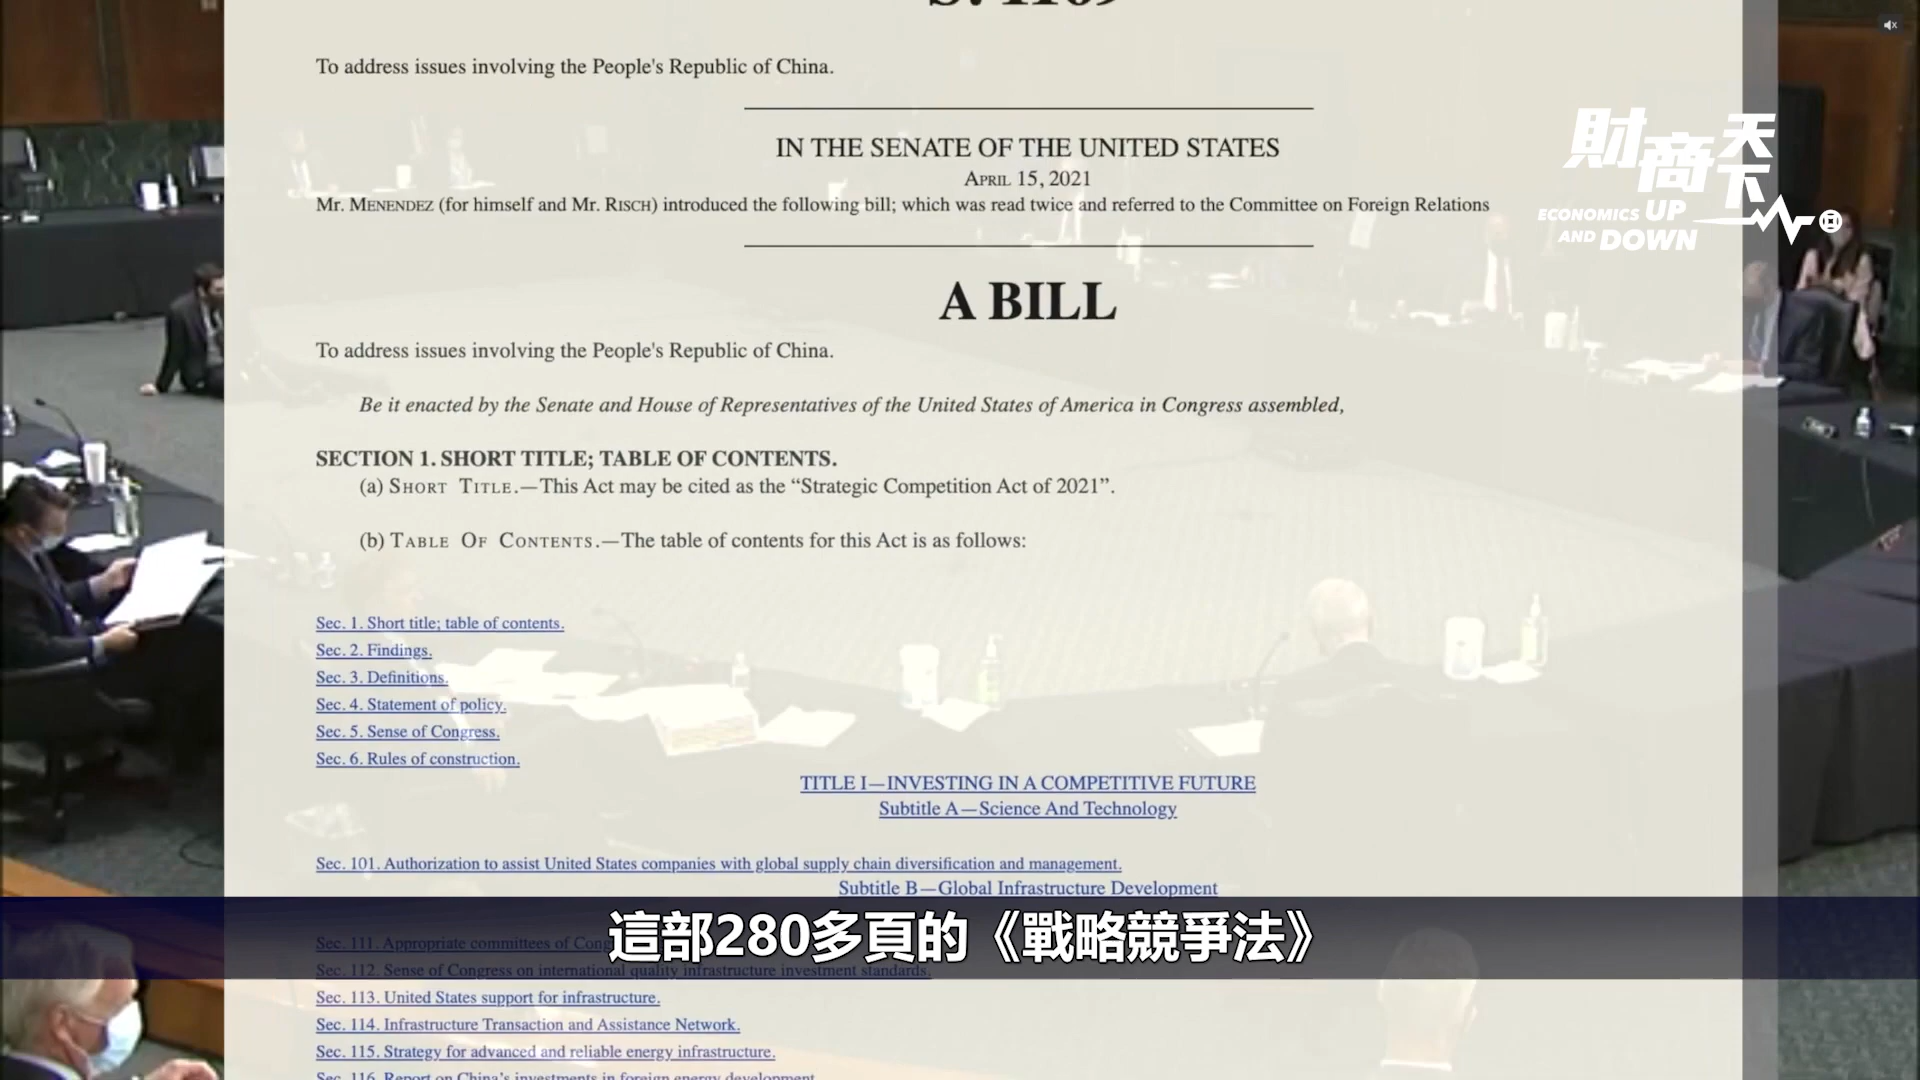 To address issues involving the People's Republic of China.
財商天下
ECONOMICS UP
AND DOWN
IN THE SENATE OF THE UNITED STATES
APRIL 15, 2021
Mr. MENENDEZ (for himself and Mr. RISCH) introduced the following bill; which was read twice and referred to the Committee on Foreign Relations
A BILL
To address issues involving the People's Republic of China.
Be it enacted by the Senate and House of Representatives of the United States of America in Congress assembled,
SECTION 1. SHORT TITLE; TABLE OF CONTENTS.
(a) SHORT TITLE.—This Act may be cited as the “Strategic Competition Act of 2021”.
(b) TABLE OF CONTENTS.—The table of contents for this Act is as follows:
Sec. 1. Short title; table of contents.
Sec. 2. Findings.
Sec. 3. Definitions.
Sec. 4. Statement of policy.
Sec. 5. Sense of Congress.
Sec. 6. Rules of construction.
TITLE I—INVESTING IN A COMPETITIVE FUTURE
Subtitle A—Science And Technology
Sec. 101. Authorization to assist United States companies with global supply chain diversification and management.
Subtitle B—Global Infrastructure Development
Sec. 111. Appropriate committees of
這部280多頁的《戰略競爭法》
Sec. 112. Sense of Congress on international quality infrastructure investment standards.
Sec. 113. United States support for infrastructure.
Sec. 114. Infrastructure Transaction and Assistance Network.
Sec. 115. Strategy for advanced and reliable energy infrastructure.
Sec. 116. Report on China's investments in foreign energy development.